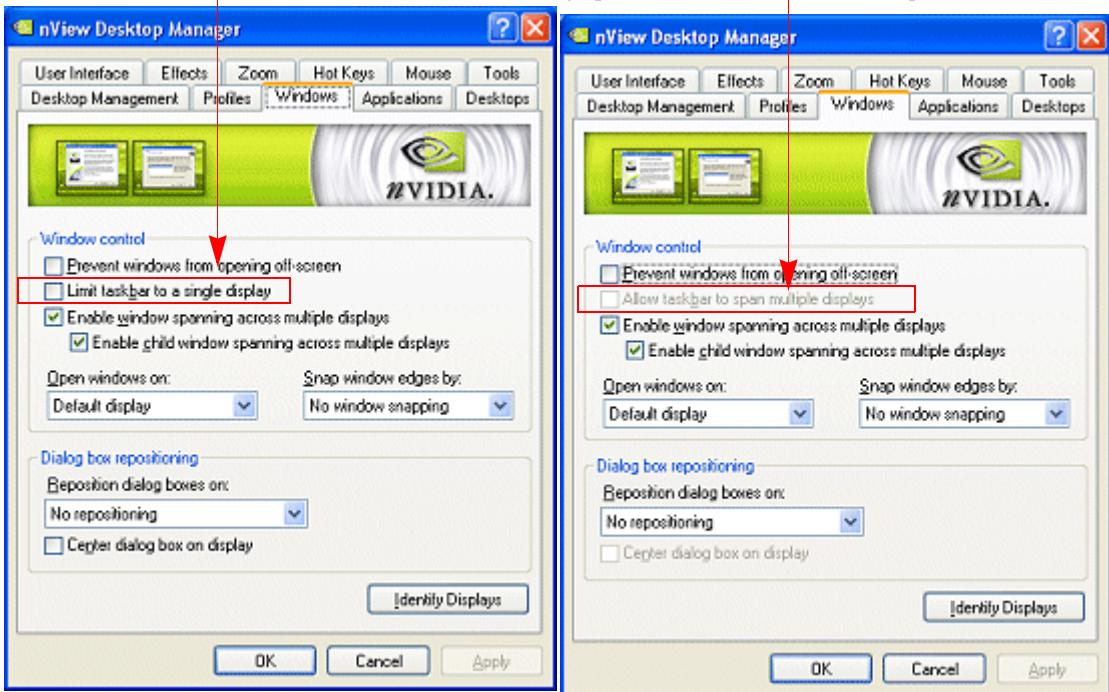 nView Desktop Manager
User Interface Effects Zoom Hot Keys Mouse Tools
Desktop Management Profiles Windows Applications Desktops
nVIDIA.
Window control
Prevent windows from opening off-screen
Limit taskbar to a single display
Enable window spanning across multiple displays
Enable child window spanning across multiple displays
Open windows on: Snap window edges by:
Default display No window snapping
Dialog box repositioning
Reposition dialog boxes on:
No repositioning
Center dialog box on display
Identify Displays
OK Cancel Apply
nView Desktop Manager
User Interface Effects Zoom Hot Keys Mouse Tools
Desktop Management Profiles Windows Applications Desktops
nVIDIA.
Window control
Prevent windows from opening off-screen
Allow taskbar to span multiple displays
Enable window spanning across multiple displays
Enable child window spanning across multiple displays
Open windows on: Snap window edges by:
Default display No window snapping
Dialog box repositioning
Reposition dialog boxes on:
No repositioning
Center dialog box on display
Identify Displays
OK Cancel Apply